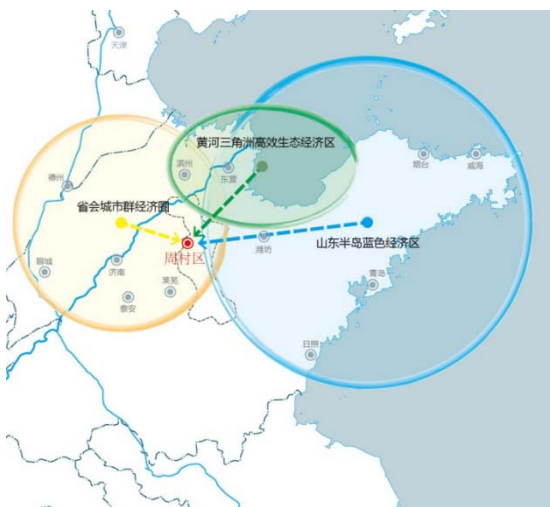 天津
黄河三角洲高效生态经济区
滨州
东营
烟台
威海
德州
省会城市群经济圈
山东半岛蓝色经济区
潍坊
周村区
聊城
济南
莱芜
青岛
泰安
日照